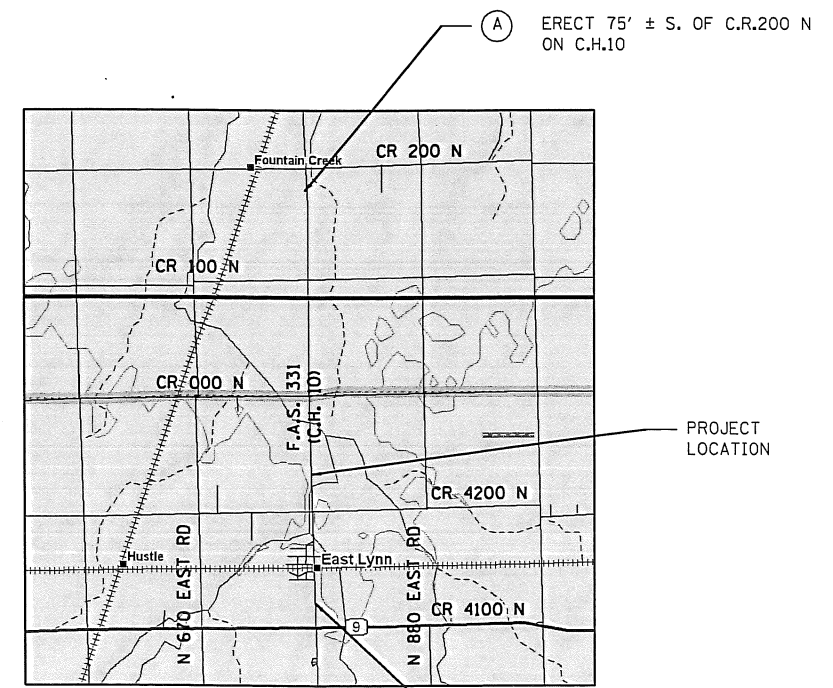 A
ERECT 75' ± S. OF C.R.200 N
ON C.H.10
Fountain Creek
CR 200 N
CR 100 N
CR 000 N
F.A.S. 331
(C.H. 10)
PROJECT
LOCATION
CR 4200 N
Hustle
N 670 EAST RD
East Lynn
N 880 EAST RD
CR 4100 N
9